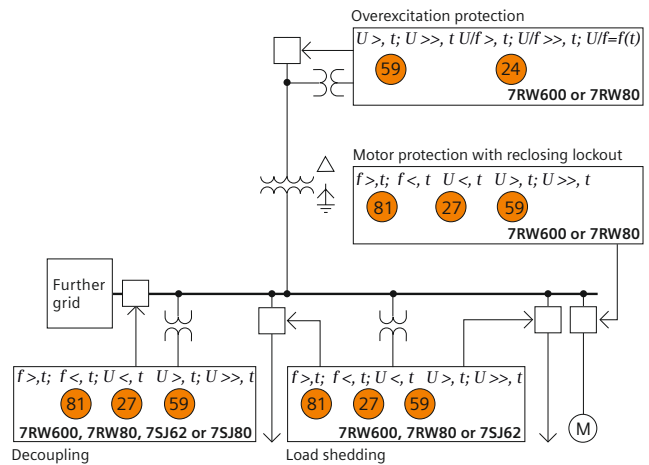 Overexcitation protection
U >, t; U >>, t U/f >, t; U/f >>, t; U/f=f(t)
59 24
7RW600 or 7RW80
Motor protection with reclosing lockout
f >,t; f <, t U <, t U >, t; U >>, t
81 27 59
7RW600 or 7RW80
Further
grid
f >,t; f <, t; U <, t U >, t; U >>, t
81 27 59
7RW600, 7RW80, 7SJ62 or 7SJ80
Decoupling
f >,t; f <, t; U <, t U >, t; U >>, t
81 27 59
7RW600, 7RW80 or 7SJ62
Load shedding
M